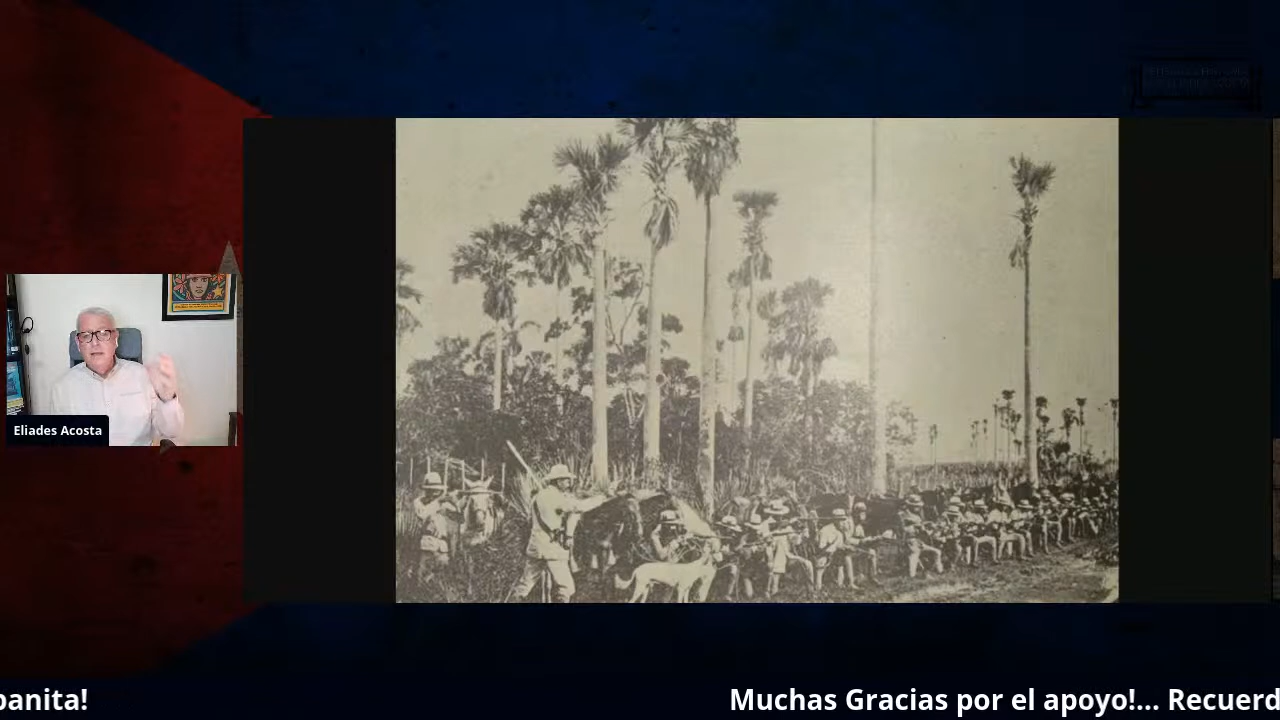 Eliades Acosta
banita!
Muchas Gracias por el apoyo!... Recuerd